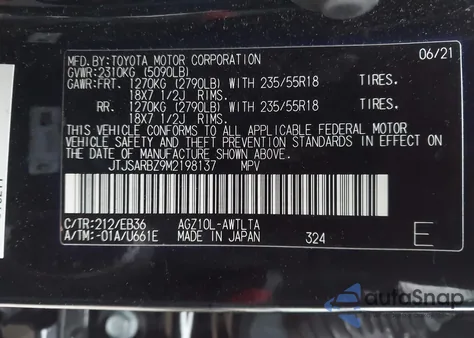 MFD. BY: TOYOTA MOTOR CORPORATION 06/21
GVWR: 2310KG (5090LB)
GAWR: FRT. 1270KG (2790LB) WITH 235/55R18 TIRES.
18X7 1/2J RIMS.
RR. 1270KG (2790LB) WITH 235/55R18 TIRES.
18X7 1/2J RIMS.
THIS VEHICLE CONFORMS TO ALL APPLICABLE FEDERAL MOTOR
VEHICLE SAFETY AND THEFT PREVENTION STANDARDS IN EFFECT
ON THE DATE OF MANUFACTURE SHOWN ABOVE.
JTJSARBZ9M2198137 MPV
C/TR: 212/EB36 AGZ10L-AWTLTA
A/TM: -01A/U661E MADE IN JAPAN 324 E
autoSnap